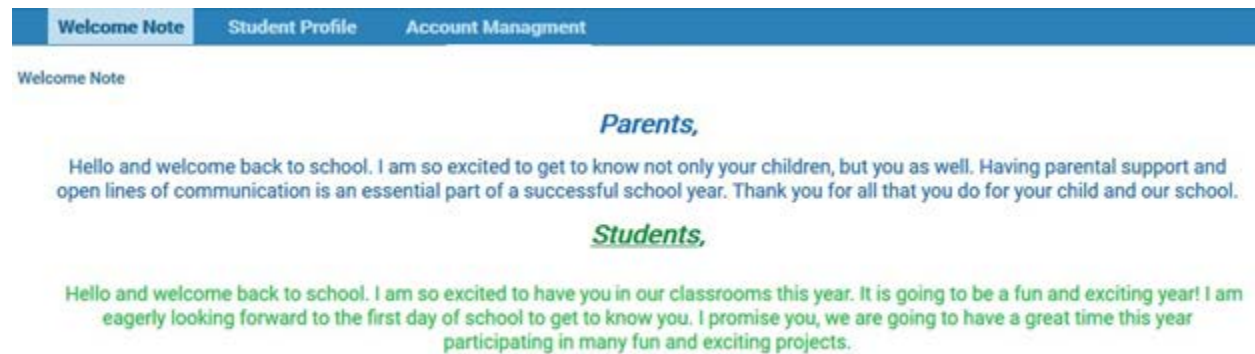 Welcome Note Student Profile Account Managment
Welcome Note
Parents,
Hello and welcome back to school. I am so excited to get to know not only your children, but you as well. Having parental support and
open lines of communication is an essential part of a successful school year. Thank you for all that you do for your child and our school.
Students,
Hello and welcome back to school. I am so excited to have you in our classrooms this year. It is going to be a fun and exciting year! I am
eagerly looking forward to the first day of school to get to know you. I promise you, we are going to have a great time this year
participating in many fun and exciting projects.